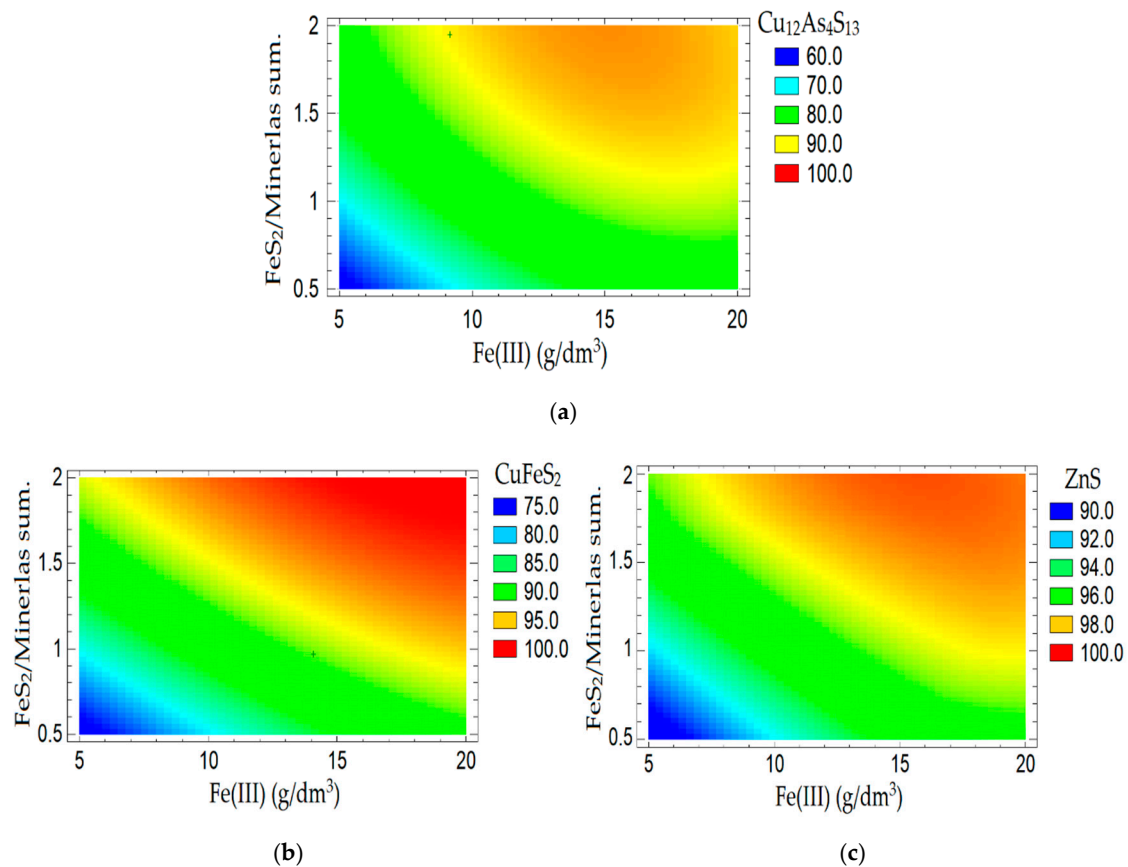 (a)
Cu₁₂As₄S₁₃
60.0
70.0
80.0
90.0
100.0
FeS₂/Minerlas sum.
2
1.5
1
0.5
5 10 15 20
Fe(III) (g/dm³)
(a)
CuFeS₂
75.0
80.0
85.0
90.0
95.0
100.0
FeS₂/Minerlas sum.
2
1.5
1
0.5
5 10 15 20
Fe(III) (g/dm³)
(b)
ZnS
90.0
92.0
94.0
96.0
98.0
100.0
FeS₂/Minerlas sum.
2
1.5
1
0.5
5 10 15 20
Fe(III) (g/dm³)
(c)